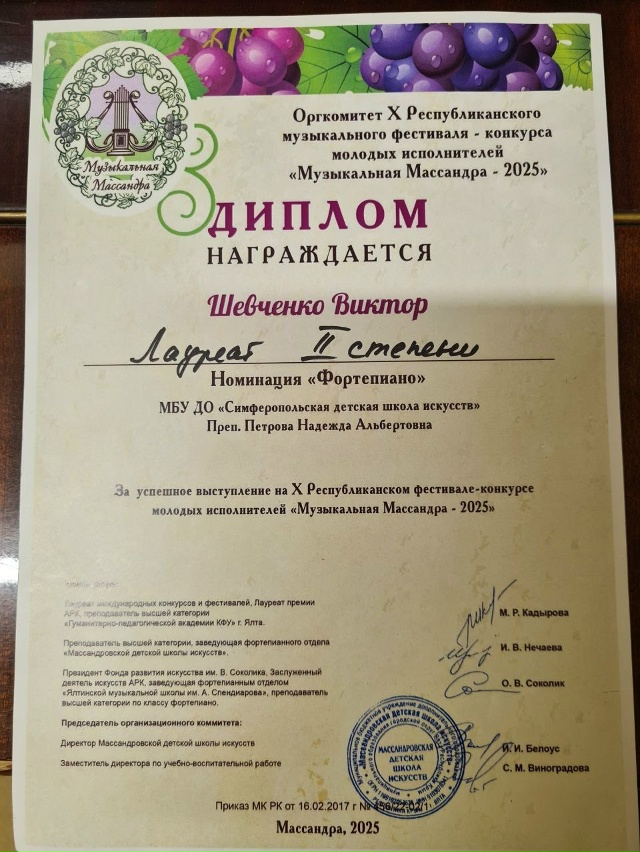 Музыкальная
Массандра
Оргкомитет X Республиканского
музыкального фестиваля - конкурса
молодых исполнителей
«Музыкальная Массандра - 2025»
ДИПЛОМ
НАГРАЖДАЕТСЯ
Шевченко Виктор
Лауреат II степени
Номинация «Фортепиано»
МБУ ДО «Симферопольская детская школа искусств»
Преп. Петрова Надежда Альбертовна
За успешное выступление на X Республиканском фестивале-конкурсе
молодых исполнителей «Музыкальная Массандра - 2025»
Лауреат международных конкурсов и фестивалей, Лауреат премии
АРК, преподаватель высшей категории
«Гуманитарно-педагогической академии КФУ» г. Ялта.
М. Р. Кадырова
Преподаватель высшей категории, заведующая фортепианного отдела
«Массандровской детской школы искусств».
И. В. Нечаева
Президент Фонда развития искусства им. В. Соколика, Заслуженный
деятель искусств АРК, заведующая фортепианным отделом
«Ялтинской музыкальной школы им. А. Спендиарова», преподаватель
высшей категории по классу фортепиано.
О. В. Соколик
Председатель организационного комитета:
Директор Массандровской детской школы искусств
И. И. Белоус
Заместитель директора по учебно-воспитательной работе
С. М. Виноградова
МАССАНДРОВСКАЯ
ДЕТСКАЯ
ШКОЛА
ИСКУССТВ
Приказ МК РК от 16.02.2017 г №
Массандра, 2025